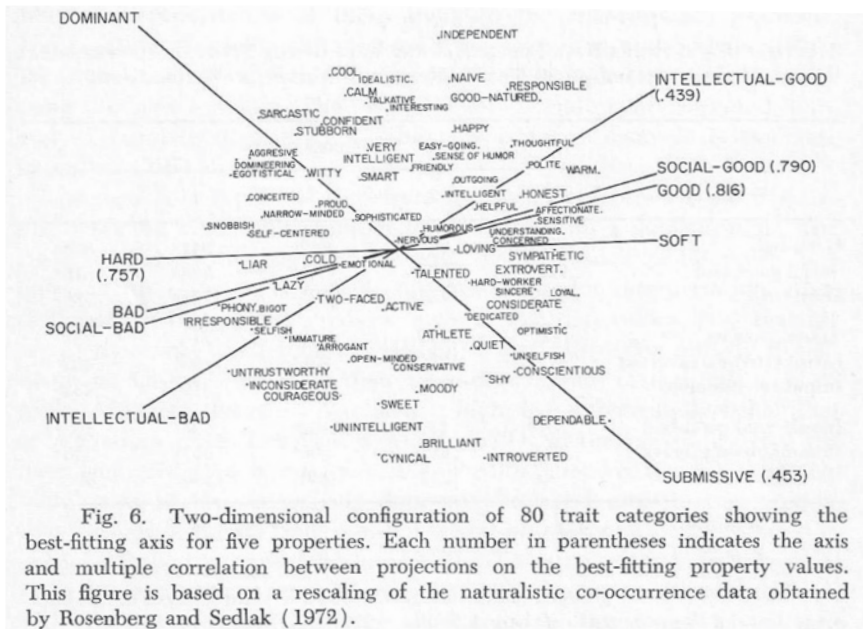 DOMINANT
.INDEPENDENT
.COOL
.IDEALISTIC.
.NAIVE
.RESPONSIBLE
INTELLECTUAL-GOOD
(.439)
.CALM
.TALKATIVE
GOOD-NATURED.
.INTERESTING
.SARCASTIC
.CONFIDENT
.STUBBORN
.HAPPY
.VERY
INTELLIGENT
EASY-GOING.
.THOUGHTFUL
AGGRESIVE
.SENSE OF HUMOR
DOMINEERING
.FRIENDLY
.POLITE
WARM.
SOCIAL-GOOD (.790)
EGOTISTICAL
.WITTY
.SMART
.OUTGOING
GOOD (.816)
.CONCEITED
.INTELLIGENT
.HONEST
PROUD.
.HELPFUL
AFFECTIONATE.
.NARROW-MINDED
.SOPHISTICATED
.SENSITIVE
.SNOBBISH
.SELF-CENTERED
.HUMOROUS
UNDERSTANDING.
-NERVOUS
CONCERNED
SOFT
HARD
(.757)
-LOVING
.COLD
SYMPATHETIC
.LIAR
-EMOTIONAL
EXTROVERT.
.TALENTED
.LAZY
-HARD-WORKER
SINCERE.
LOYAL.
.TWO-FACED
CONSIDERATE
BAD
.PHONY.
BIGOT
.ACTIVE
.DEDICATED
SOCIAL-BAD
IRRESPONSIBLE
.SELFISH
ATHLETE
OPTIMISTIC
.IMMATURE
.ARROGANT
.QUIET
.OPEN-MINDED
.UNSELFISH
.CONSERVATIVE
.CONSCIENTIOUS
.UNTRUSTWORTHY
.SHY
.INCONSIDERATE
.MOODY
COURAGEOUS.
INTELLECTUAL-BAD
.SWEET
DEPENDABLE.
.UNINTELLIGENT
.BRILLIANT
.CYNICAL
.INTROVERTED
SUBMISSIVE (.453)
Fig. 6. Two-dimensional configuration of 80 trait categories showing the
best-fitting axis for five properties. Each number in parentheses indicates the axis
and multiple correlation between projections on the best-fitting property values.
This figure is based on a rescaling of the naturalistic co-occurrence data obtained
by Rosenberg and Sedlak (1972).